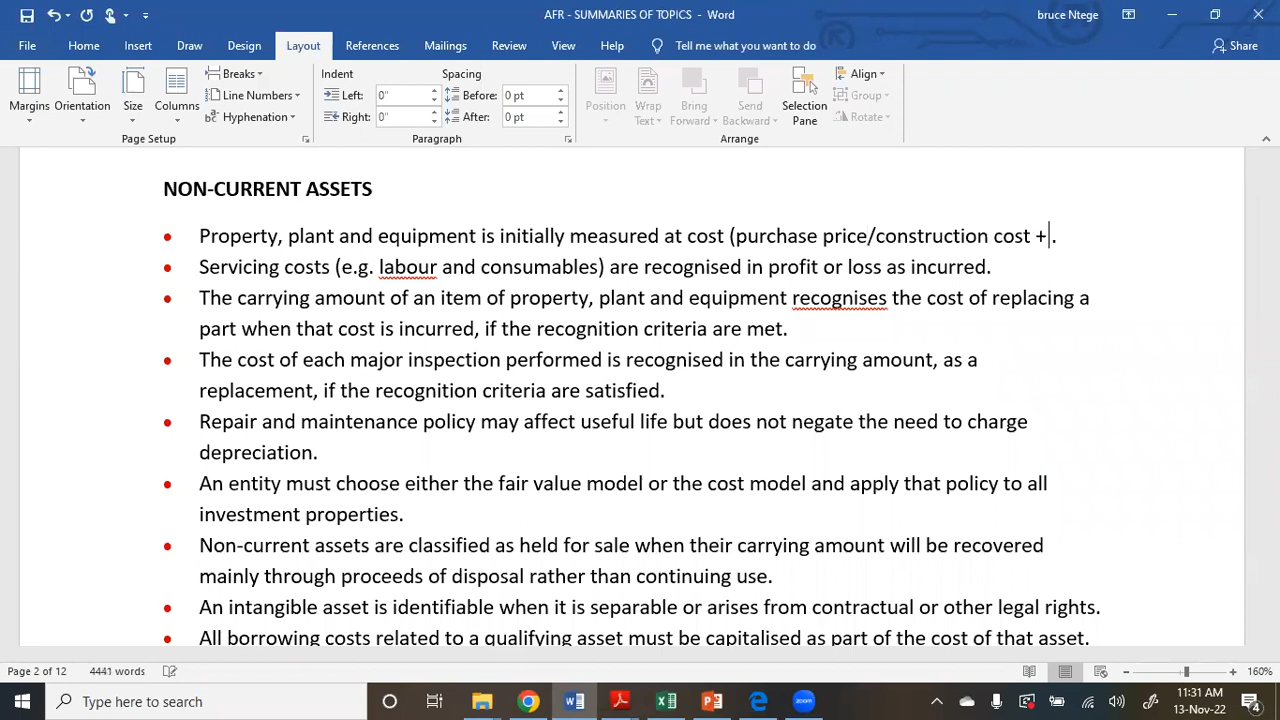 AFR - SUMMARIES OF TOPICS - Word
bruce Ntege
File Home Insert Draw Design Layout References Mailings Review View Help Tell me what you want to do Share
Margins Orientation Size Columns
Breaks
Line Numbers
Hyphenation
Page Setup
Indent
Left: 0"
Right: 0"
Spacing
Before: 0 pt
After: 0 pt
Paragraph
Position
Wrap Text
Bring Forward
Send Backward
Selection Pane
Align
Group
Rotate
Arrange
NON-CURRENT ASSETS
• Property, plant and equipment is initially measured at cost (purchase price/construction cost +.
• Servicing costs (e.g. labour and consumables) are recognised in profit or loss as incurred.
• The carrying amount of an item of property, plant and equipment recognises the cost of replacing a
part when that cost is incurred, if the recognition criteria are met.
• The cost of each major inspection performed is recognised in the carrying amount, as a
replacement, if the recognition criteria are satisfied.
• Repair and maintenance policy may affect useful life but does not negate the need to charge
depreciation.
• An entity must choose either the fair value model or the cost model and apply that policy to all
investment properties.
• Non-current assets are classified as held for sale when their carrying amount will be recovered
mainly through proceeds of disposal rather than continuing use.
• An intangible asset is identifiable when it is separable or arises from contractual or other legal rights.
• All borrowing costs related to a qualifying asset must be capitalised as part of the cost of that asset.
Page 2 of 12 4441 words 160%
Type here to search
zoom
11:31 AM
13-Nov-22
4